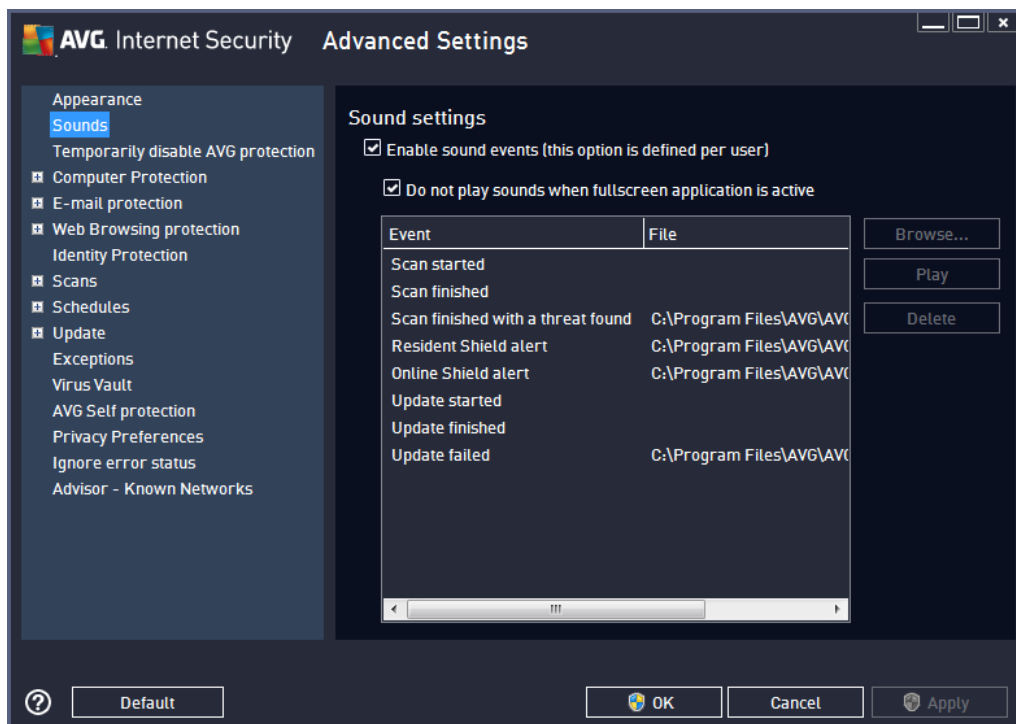 AVG. Internet Security Advanced Settings
Appearance
Sounds
Temporarily disable AVG protection
Computer Protection
E-mail protection
Web Browsing protection
Identity Protection
Scans
Schedules
Update
Exceptions
Virus Vault
AVG Self protection
Privacy Preferences
Ignore error status
Advisor - Known Networks
Sound settings
Enable sound events (this option is defined per user)
Do not play sounds when fullscreen application is active
Event File
Scan started
Scan finished
Scan finished with a threat found C:\Program Files\AVG\AV
Resident Shield alert C:\Program Files\AVG\AV
Online Shield alert C:\Program Files\AVG\AV
Update started
Update finished
Update failed C:\Program Files\AVG\AV
Browse...
Play
Delete
? Default OK Cancel Apply